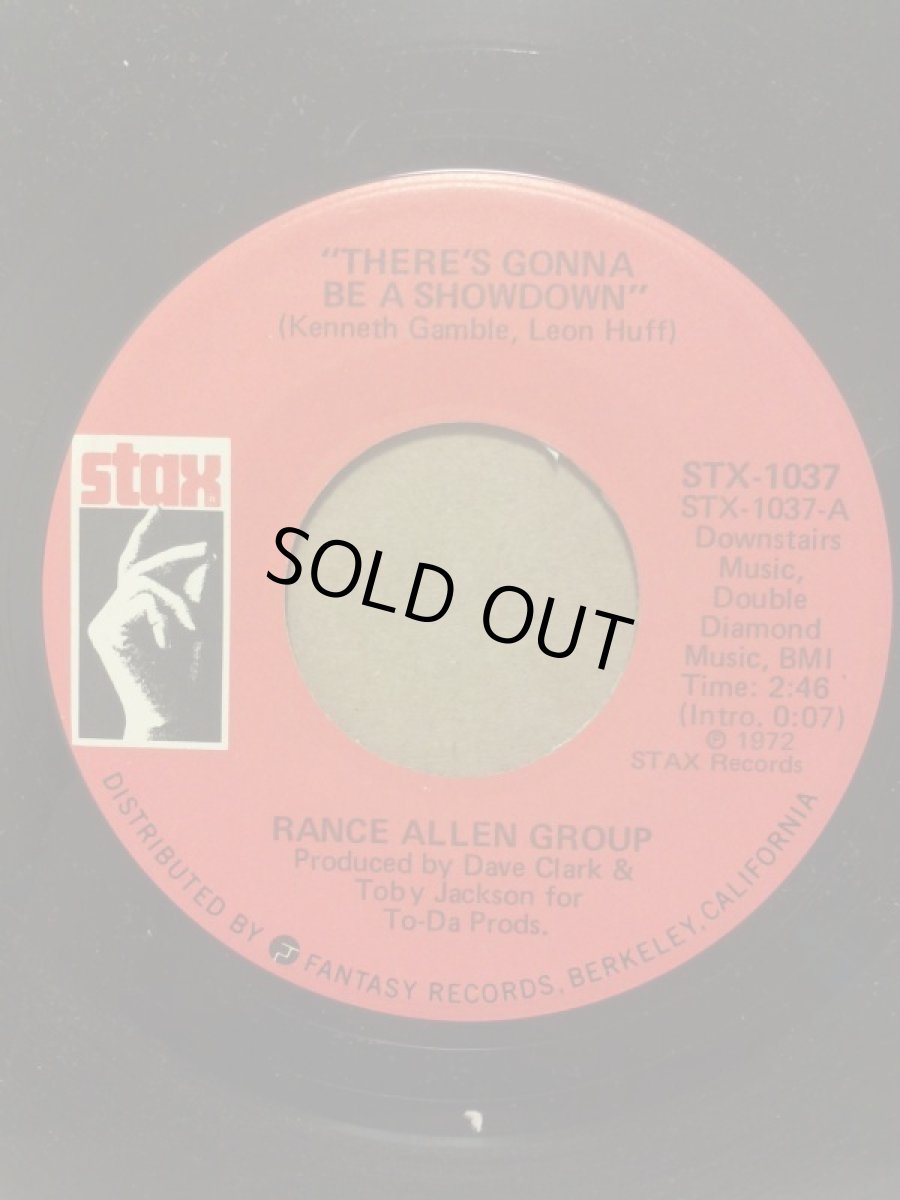 "THERE'S GONNA
BE A SHOWDOWN"
(Kenneth Gamble, Leon Huff)
stax
STX-1037
STX-1037-A
Downstairs
Music,
Double
Diamond
Music, BMI
Time: 2:46
(Intro. 0:07)
℗ 1972
STAX Records
SOLD OUT
RANCE ALLEN GROUP
Produced by Dave Clark &
Toby Jackson for
To-Da Prods.
DISTRIBUTED BY FANTASY RECORDS, BERKELEY, CALIFORNIA